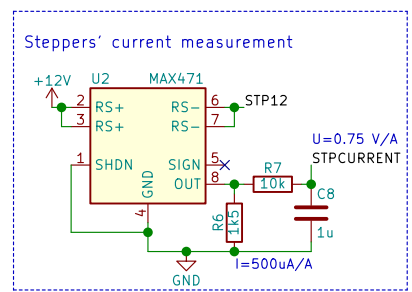 Steppers' current measurement
+12V
U2
MAX471
2
RS+
RS-
6
STP12
3
RS+
RS-
7
U=0.75 V/A
STPCURRENT
1
SHDN
SIGN
5
OUT
8
R7
10k
GND
4
R6
1k5
C8
1u
GND
I=500uA/A